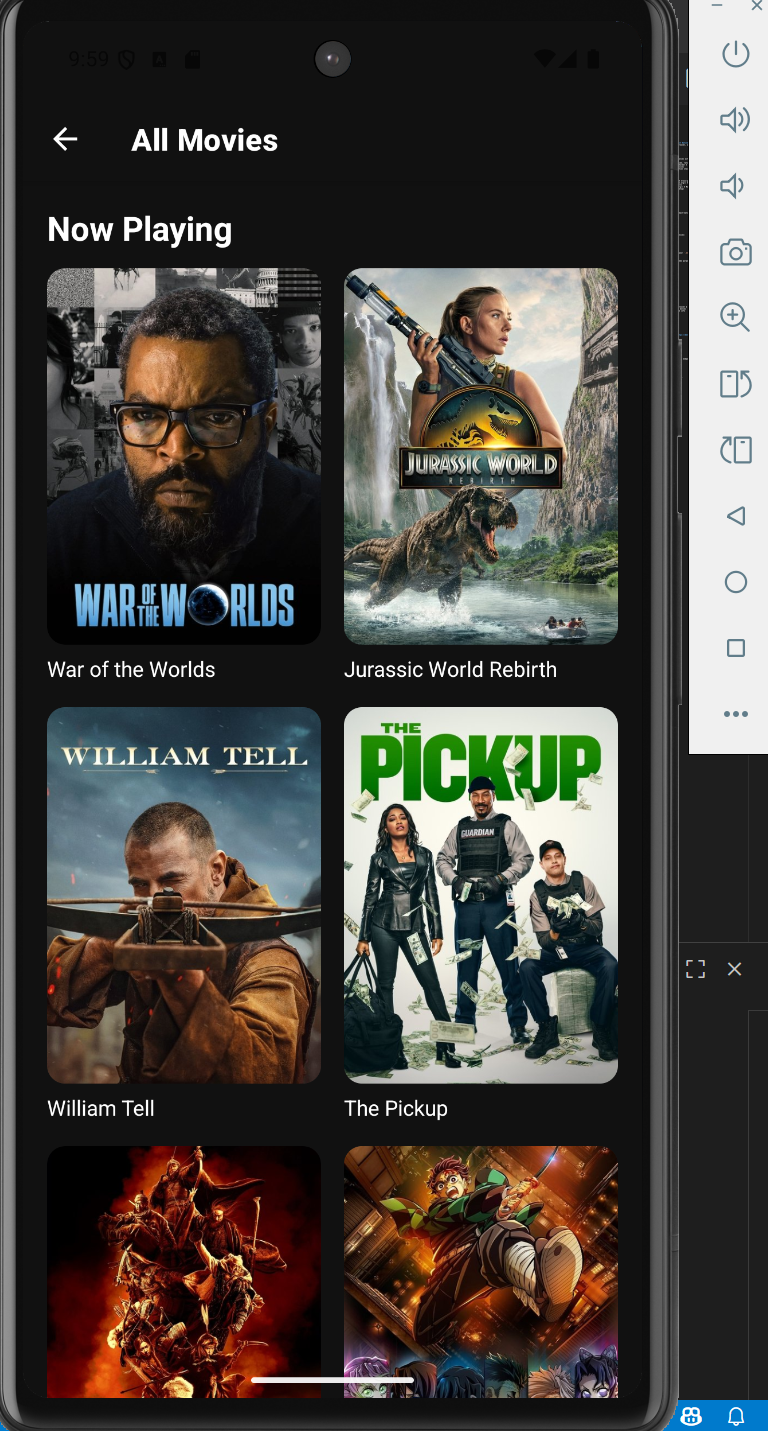 9:59
All Movies
Now Playing
WAR OF THE WORLDS
JURASSIC WORLD
REBIRTH
War of the Worlds
Jurassic World Rebirth
WILLIAM TELL
THE
PICKUP
GUARDIAN
William Tell
The Pickup